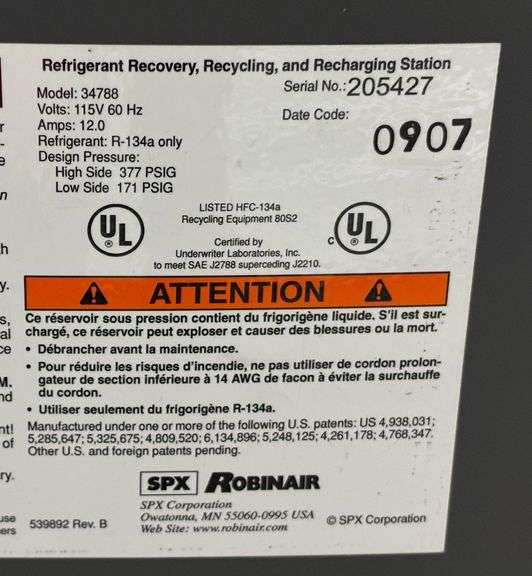 Refrigerant Recovery, Recycling, and Recharging Station
Model: 34788
Serial No.: 205427
Volts: 115V 60 Hz
Amps: 12.0
Date Code: 0907
Refrigerant: R-134a only
Design Pressure:
High Side 377 PSIG
Low Side 171 PSIG
UL
®
LISTED HFC-134a
Recycling Equipment 80S2
Certified by
Underwriter Laboratories, Inc.
to meet SAE J2788 superceding J2210.
C UL
®
ATTENTION
Ce réservoir sous pression contient du frigorigène liquide. S'il est sur-
chargé, ce réservoir peut exploser et causer des blessures ou la mort.
• Débrancher avant la maintenance.
• Pour réduire les risques d'incendie, ne pas utiliser de cordon prolon-
gateur de section inférieure à 14 AWG de facon à éviter la surchauffe
du cordon.
• Utiliser seulement du frigorigène R-134a.
Manufactured under one or more of the following U.S. patents: US 4,938,031;
5,285,647; 5,325,675; 4,809,520; 6,134,896; 5,248,125; 4,261,178; 4,768,347.
Other U.S. and foreign patents pending.
SPX ROBINAIR
SPX Corporation
Owatonna, MN 55060-0995 USA
Web Site: www.robinair.com
539892 Rev. B
© SPX Corporation